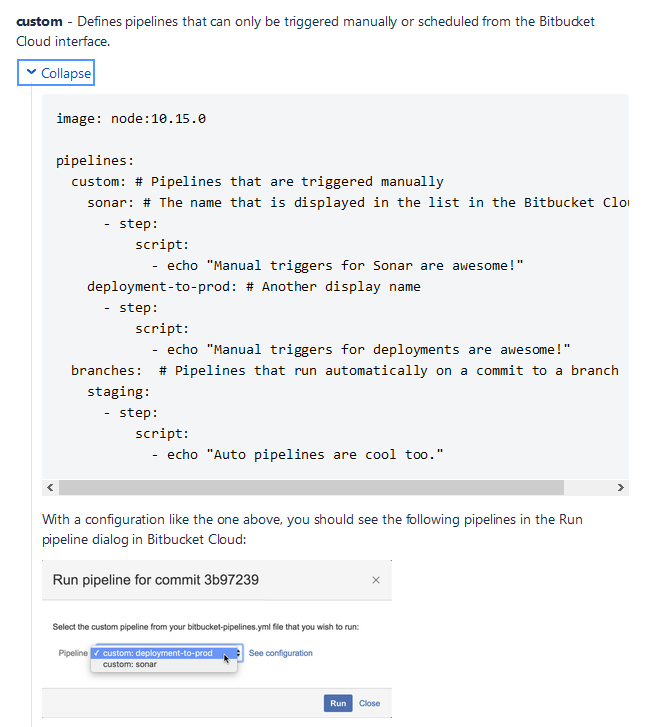 custom - Defines pipelines that can only be triggered manually or scheduled from the Bitbucket
Cloud interface.
Collapse
image: node:10.15.0
pipelines:
  custom: # Pipelines that are triggered manually
    sonar: # The name that is displayed in the list in the Bitbucket Clou
      - step:
          script:
            - echo "Manual triggers for Sonar are awesome!"
    deployment-to-prod: # Another display name
      - step:
          script:
            - echo "Manual triggers for deployments are awesome!"
  branches:  # Pipelines that run automatically on a commit to a branch
    staging:
      - step:
          script:
            - echo "Auto pipelines are cool too."
With a configuration like the one above, you should see the following pipelines in the Run
pipeline dialog in Bitbucket Cloud:
Run pipeline for commit 3b97239
Select the custom pipeline from your bitbucket-pipelines.yml file that you wish to run:
Pipeline ✓ custom: deployment-to-prod See configuration
custom: sonar
Run Close